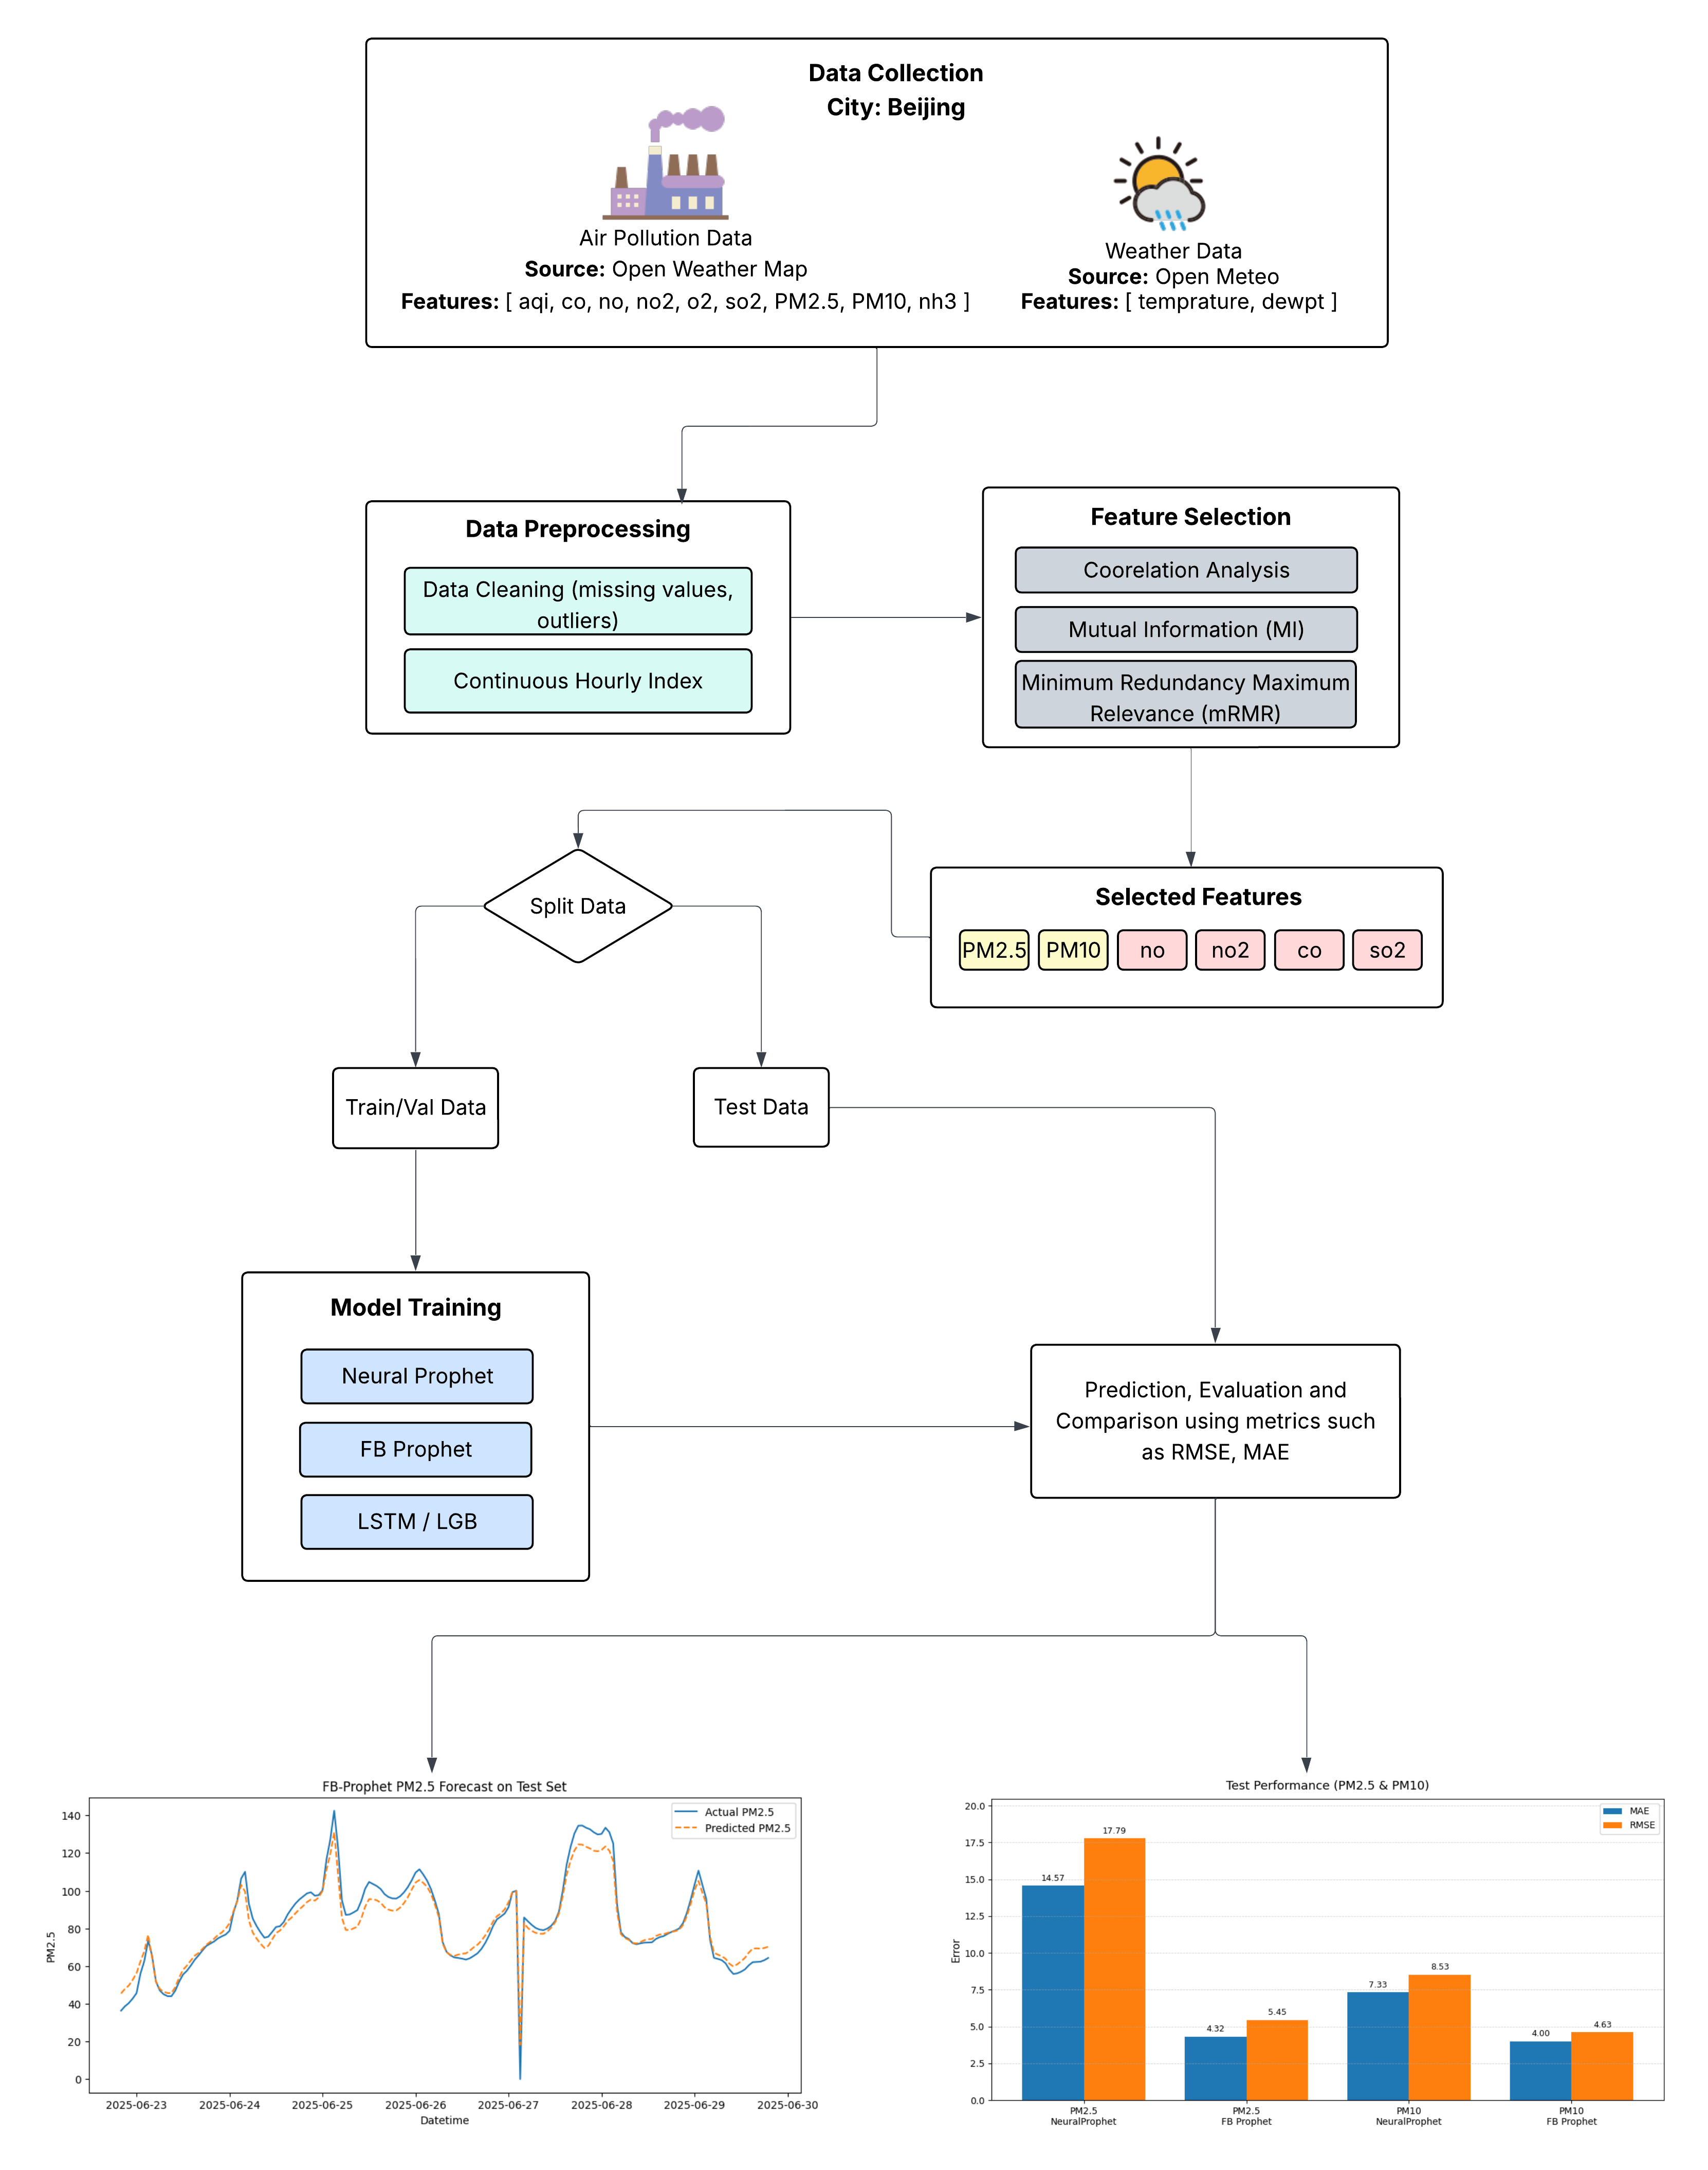 Data Collection
City: Beijing
Air Pollution Data
Source: Open Weather Map
Features: [ aqi, co, no, no2, o2, so2, PM2.5, PM10, nh3 ]
Weather Data
Source: Open Meteo
Features: [ temprature, dewpt ]
Data Preprocessing
Data Cleaning (missing values,
outliers)
Continuous Hourly Index
Feature Selection
Coorelation Analysis
Mutual Information (MI)
Minimum Redundancy Maximum
Relevance (mRMR)
Split Data
Selected Features
PM2.5 PM10 no no2 co so2
Train/Val Data
Test Data
Model Training
Neural Prophet
FB Prophet
LSTM / LGB
Prediction, Evaluation and
Comparison using metrics such
as RMSE, MAE
FB-Prophet PM2.5 Forecast on Test Set
Actual PM2.5
Predicted PM2.5
PM2.5
140
120
100
80
60
40
20
0
2025-06-23 2025-06-24 2025-06-25 2025-06-26 2025-06-27 2025-06-28 2025-06-29 2025-06-30
Datetime
Test Performance (PM2.5 & PM10)
MAE
RMSE
Error
20.0
17.5
15.0
12.5
10.0
7.5
5.0
2.5
0.0
14.57
17.79
4.32
5.45
7.33
8.53
4.00
4.63
PM2.5
NeuralProphet
PM2.5
FB Prophet
PM10
NeuralProphet
PM10
FB Prophet